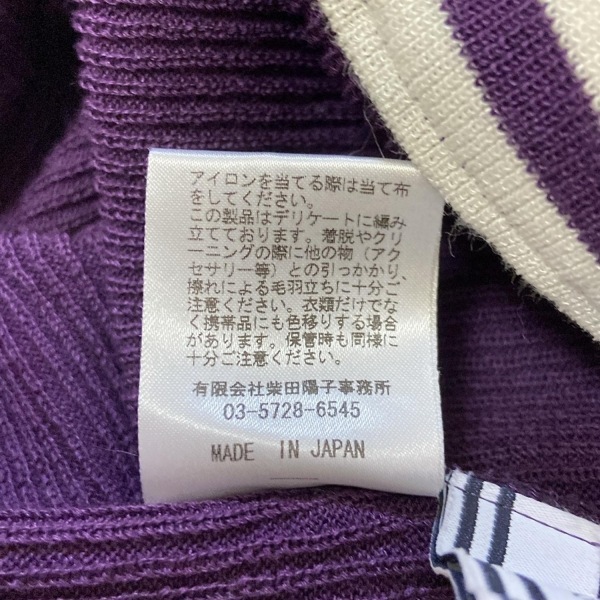 アイロンを当てる際は当て布
をしてください。
この製品はデリケートに編み
立てております。着脱やクリ
ーニングの際に他の物（アク
セサリー等）との引っかかり、
擦れによる毛羽立ちに十分ご
注意ください。衣類だけでな
く携帯品にも色移りする場合
があります。保管時も同様に
十分ご注意ください。
有限会社柴田陽子事務所
03-5728-6545
MADE IN JAPAN